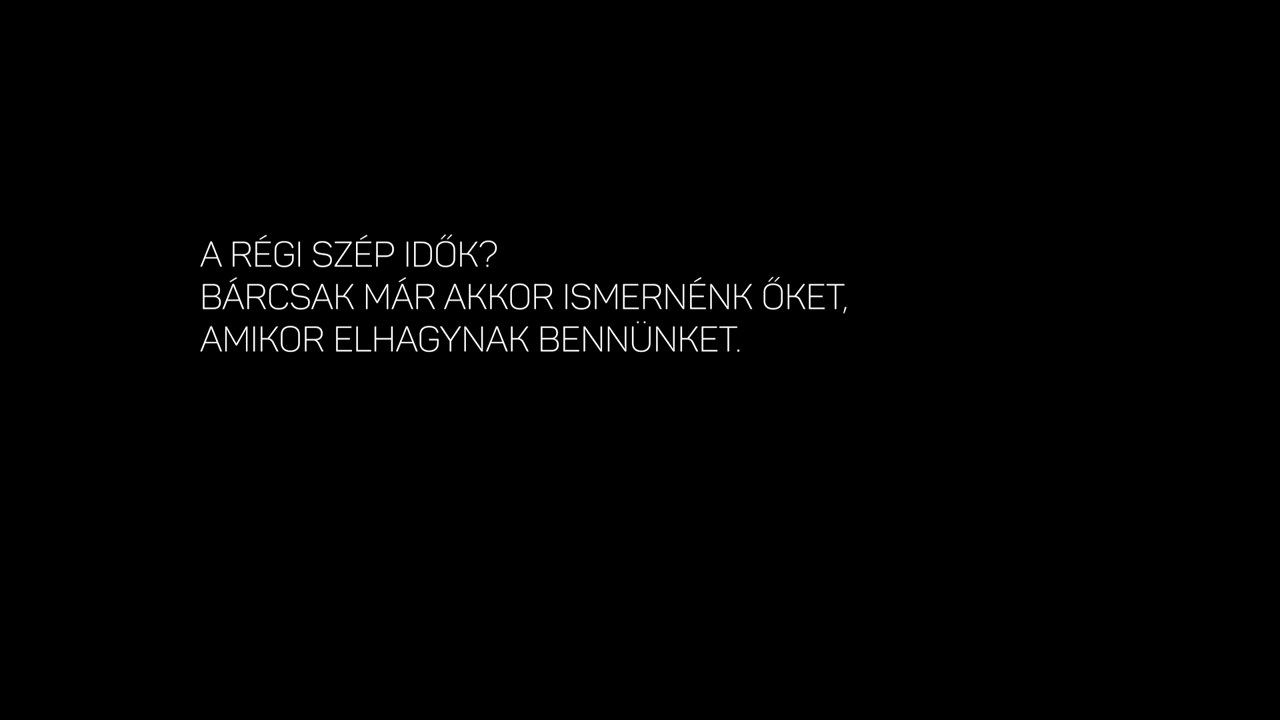 A RÉGI SZÉP IDŐK?
BÁRCSAK MÁR AKKOR ISMERNÉNK ŐKET,
AMIKOR ELHAGYNAK BENNÜNKET.